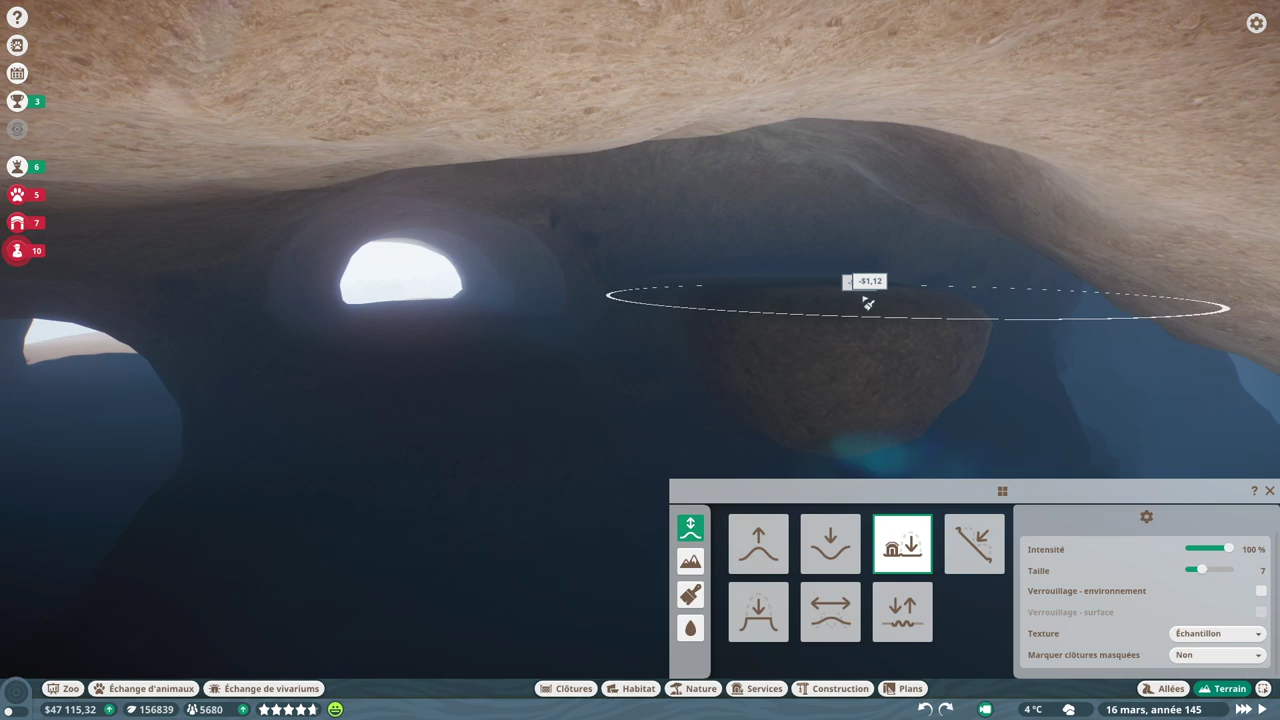 ?
3
6
5
7
10
-$1,12
?
Intensité
100 %
Taille
7
Verrouillage - environnement
Verrouillage - surface
Texture
Échantillon
Marquer clôtures masquées
Non
Zoo
Échange d'animaux
Échange de vivariums
Clôtures
Habitat
Nature
Services
Construction
Plans
Allées
Terrain
$47 115,32
156839
5680
4 °C
16 mars, année 145